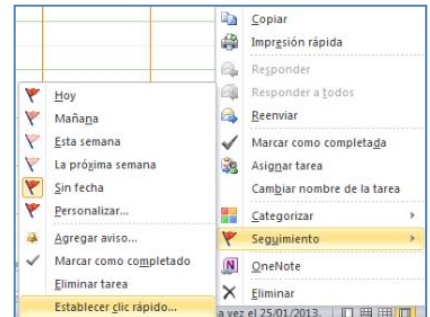 Copiar
Impresión rápida
Responder
Responder a todos
Reenviar
Marcar como completada
Asignar tarea
Cambiar nombre de la tarea
Categorizar
Seguimiento
OneNote
Eliminar
Hoy
Mañana
Esta semana
La próxima semana
Sin fecha
Personalizar...
Agregar aviso...
Marcar como completado
Eliminar tarea
Establecer clic rápido...
a vez el 25/01/2013.